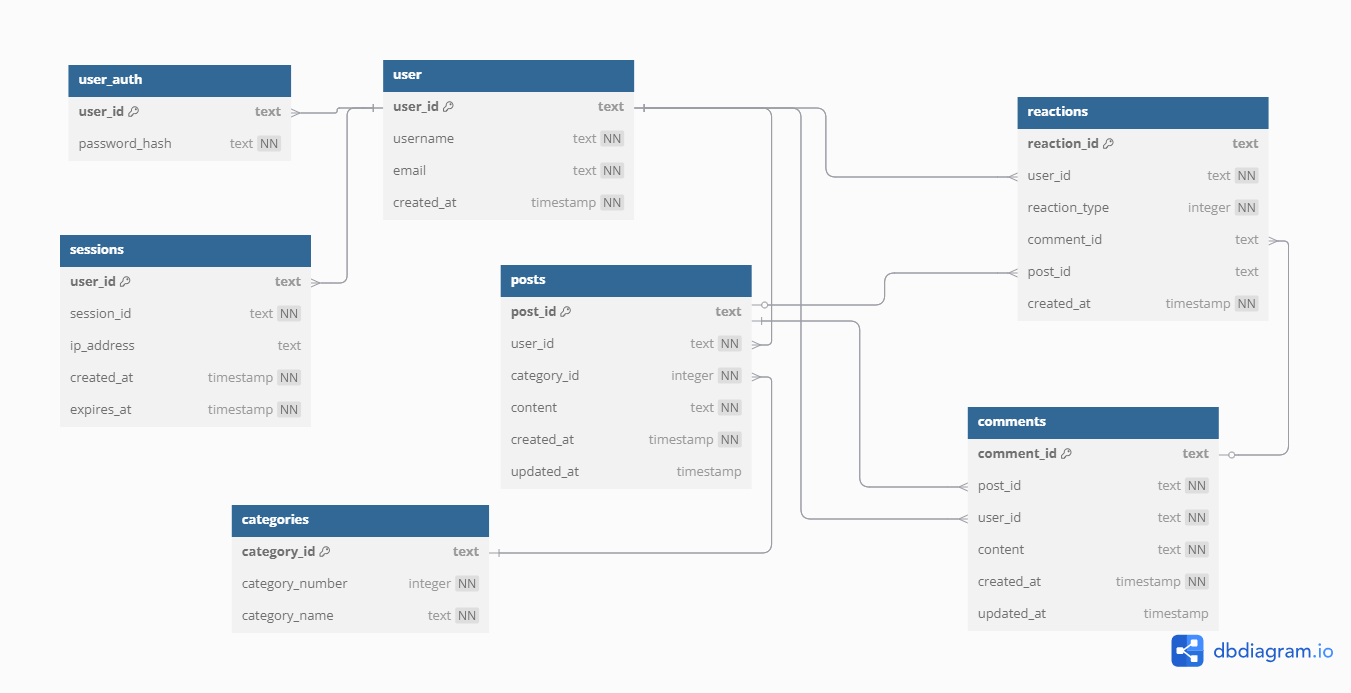 user_auth
user_id text
password_hash text NN
user
user_id text
username text NN
email text NN
created_at timestamp NN
sessions
user_id text
session_id text NN
ip_address text
created_at timestamp NN
expires_at timestamp NN
posts
post_id text
user_id text NN
category_id integer NN
content text NN
created_at timestamp NN
updated_at timestamp
categories
category_id text
category_number integer NN
category_name text NN
reactions
reaction_id text
user_id text NN
reaction_type integer NN
comment_id text
post_id text
created_at timestamp NN
comments
comment_id text
post_id text NN
user_id text NN
content text NN
created_at timestamp NN
updated_at timestamp
dbdiagram.io